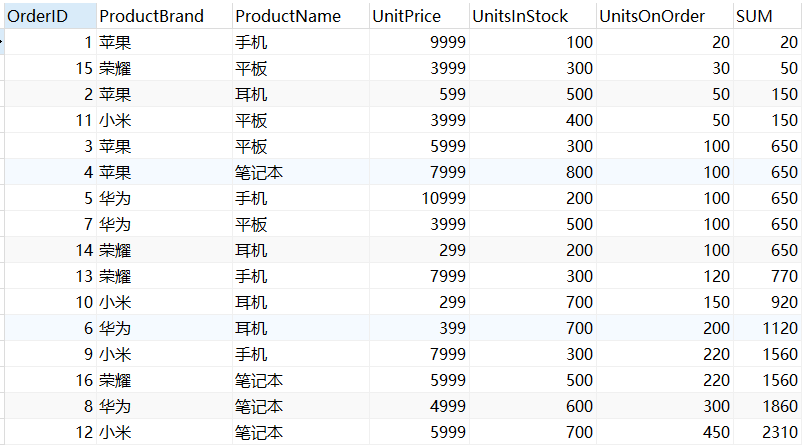 OrderID ProductBrand ProductName UnitPrice UnitsInStock UnitsOnOrder SUM
1 苹果 手机 9999 100 20 20
15 荣耀 平板 3999 300 30 50
2 苹果 耳机 599 500 50 150
11 小米 平板 3999 400 50 150
3 苹果 平板 5999 300 100 650
4 苹果 笔记本 7999 800 100 650
5 华为 手机 10999 200 100 650
7 华为 平板 3999 500 100 650
14 荣耀 耳机 299 200 100 650
13 荣耀 手机 7999 300 120 770
10 小米 耳机 299 700 150 920
6 华为 耳机 399 700 200 1120
9 小米 手机 7999 300 220 1560
16 荣耀 笔记本 5999 500 220 1560
8 华为 笔记本 4999 600 300 1860
12 小米 笔记本 5999 700 450 2310